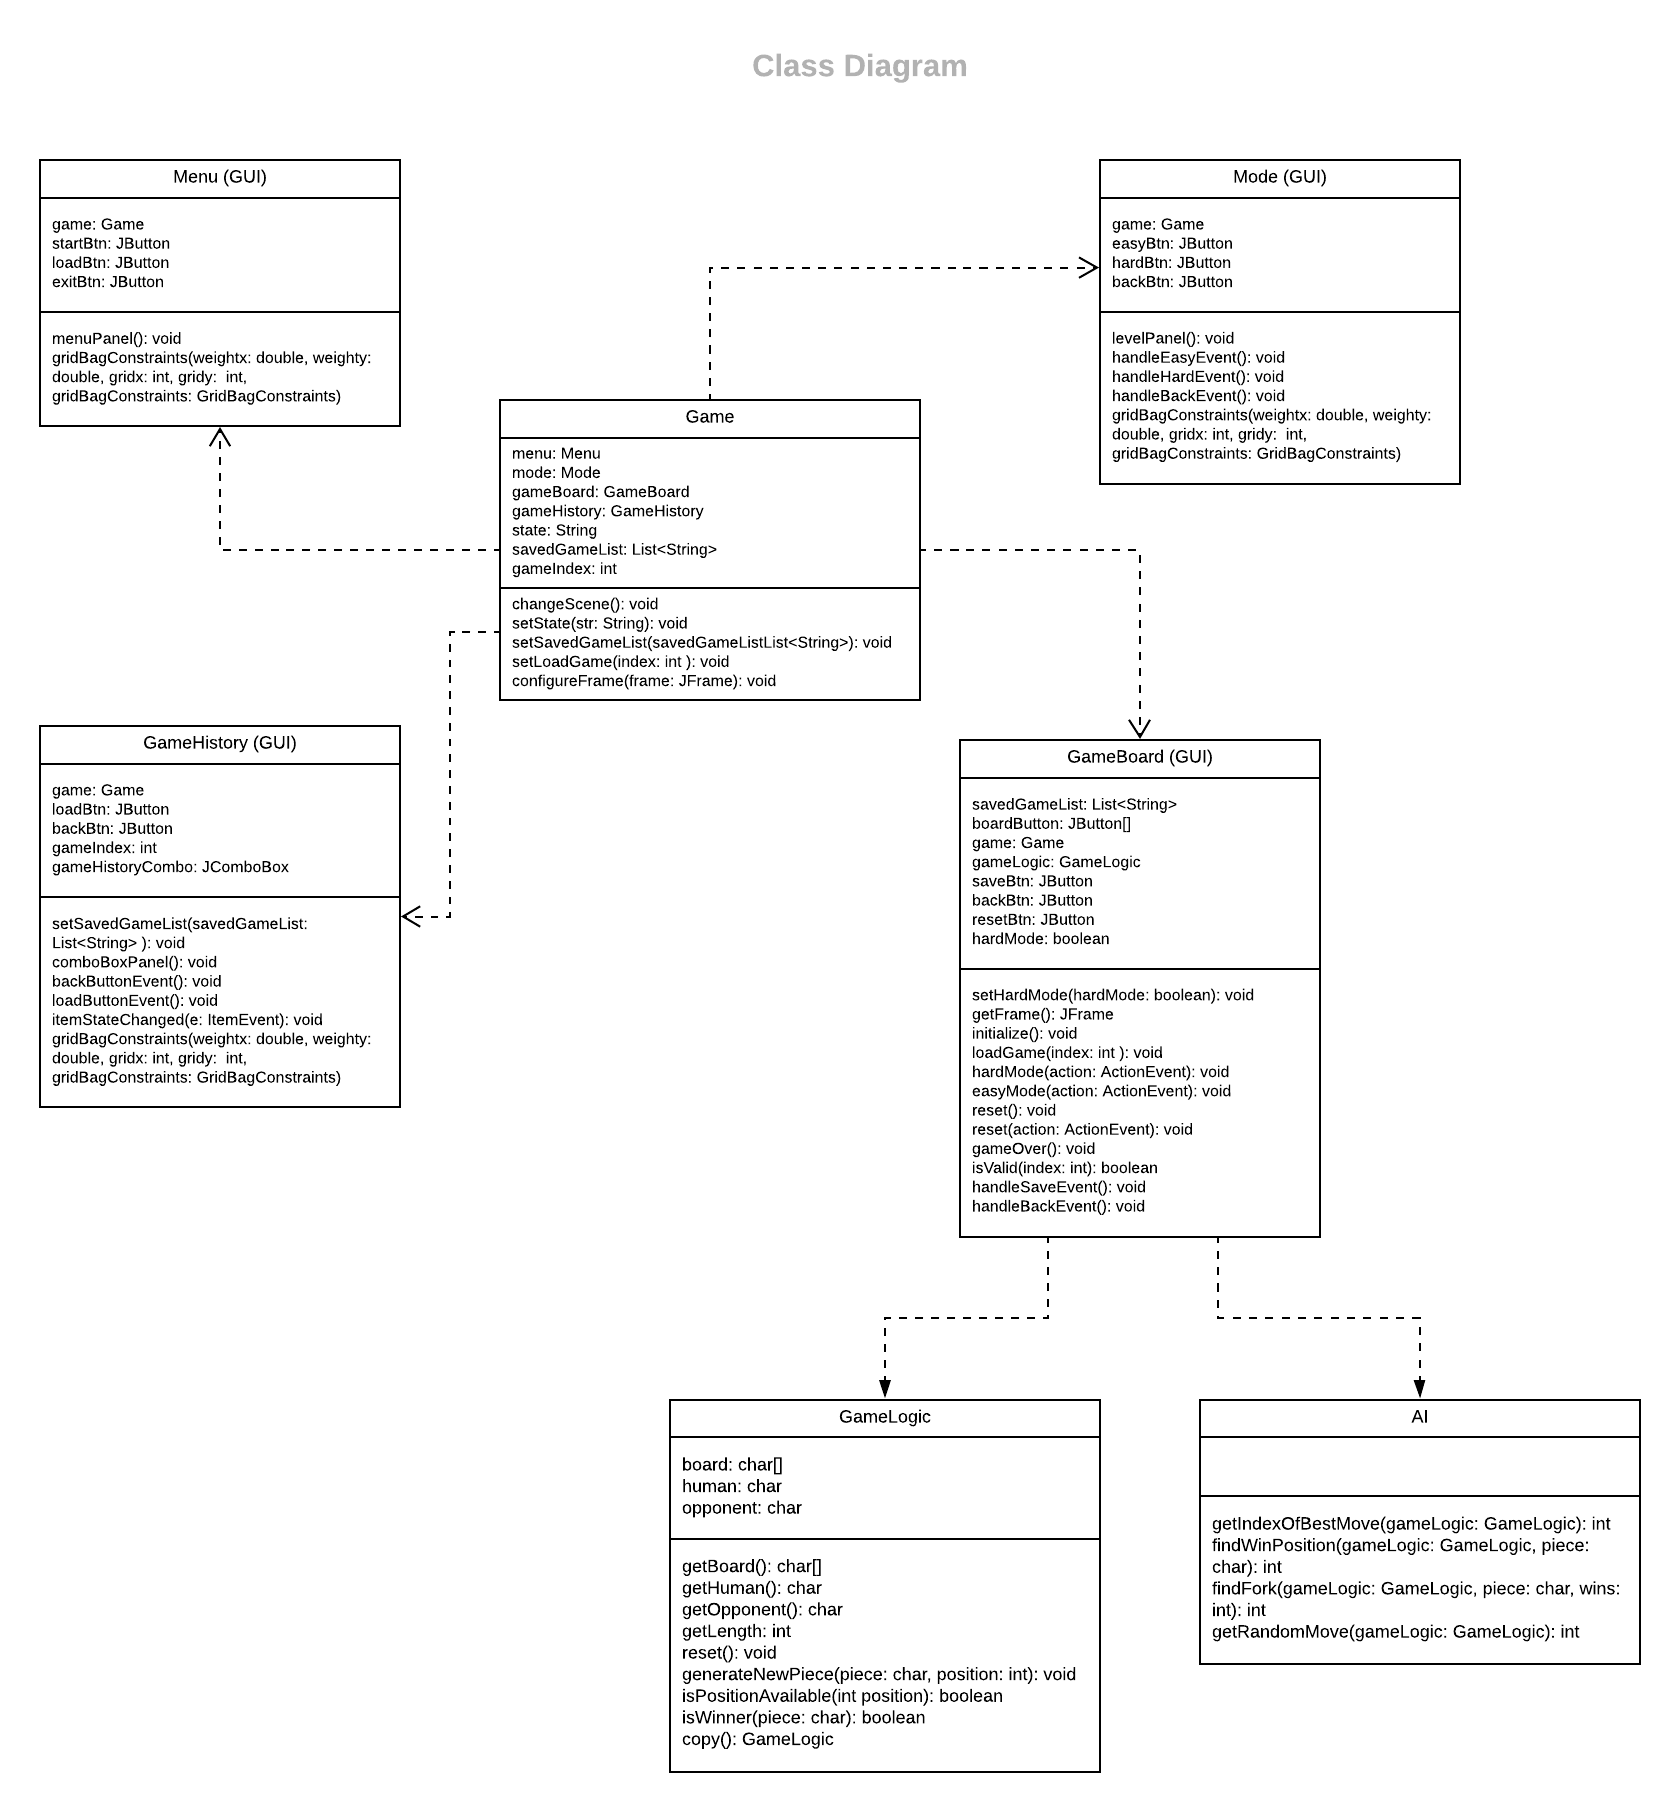 Class Diagram
Menu (GUI)
game: Game
startBtn: JButton
loadBtn: JButton
exitBtn: JButton
menuPanel(): void
gridBagConstraints(weightx: double, weighty:
double, gridx: int, gridy:  int,
gridBagConstraints: GridBagConstraints)
Mode (GUI)
game: Game
easyBtn: JButton
hardBtn: JButton
backBtn: JButton
levelPanel(): void
handleEasyEvent(): void
handleHardEvent(): void
handleBackEvent(): void
gridBagConstraints(weightx: double, weighty:
double, gridx: int, gridy:  int,
gridBagConstraints: GridBagConstraints)
Game
menu: Menu
mode: Mode
gameBoard: GameBoard
gameHistory: GameHistory
state: String
savedGameList: List<String>
gameIndex: int
changeScene(): void
setState(str: String): void
setSavedGameList(savedGameListList<String>): void
setLoadGame(index: int ): void
configureFrame(frame: JFrame): void
GameHistory (GUI)
game: Game
loadBtn: JButton
backBtn: JButton
gameIndex: int
gameHistoryCombo: JComboBox
setSavedGameList(savedGameList:
List<String> ): void
comboBoxPanel(): void
backButtonEvent(): void
loadButtonEvent(): void
itemStateChanged(e: ItemEvent): void
gridBagConstraints(weightx: double, weighty:
double, gridx: int, gridy:  int,
gridBagConstraints: GridBagConstraints)
GameBoard (GUI)
savedGameList: List<String>
boardButton: JButton[]
game: Game
gameLogic: GameLogic
saveBtn: JButton
backBtn: JButton
resetBtn: JButton
hardMode: boolean
setHardMode(hardMode: boolean): void
getFrame(): JFrame
initialize(): void
loadGame(index: int ): void
hardMode(action: ActionEvent): void
easyMode(action: ActionEvent): void
reset(): void
reset(action: ActionEvent): void
gameOver(): void
isValid(index: int): boolean
handleSaveEvent(): void
handleBackEvent(): void
GameLogic
board: char[]
human: char
opponent: char
getBoard(): char[]
getHuman(): char
getOpponent(): char
getLength: int
reset(): void
generateNewPiece(piece: char, position: int): void
isPositionAvailable(int position): boolean
isWinner(piece: char): boolean
copy(): GameLogic
AI
getIndexOfBestMove(gameLogic: GameLogic): int
findWinPosition(gameLogic: GameLogic, piece:
char): int
findFork(gameLogic: GameLogic, piece: char, wins:
int): int
getRandomMove(gameLogic: GameLogic): int